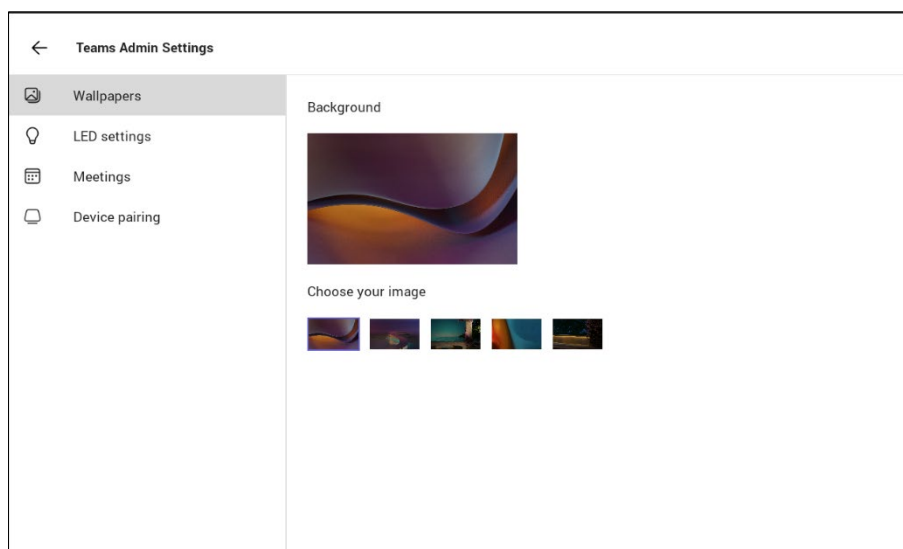 Teams Admin Settings
Wallpapers
LED settings
Meetings
Device pairing
Background
Choose your image